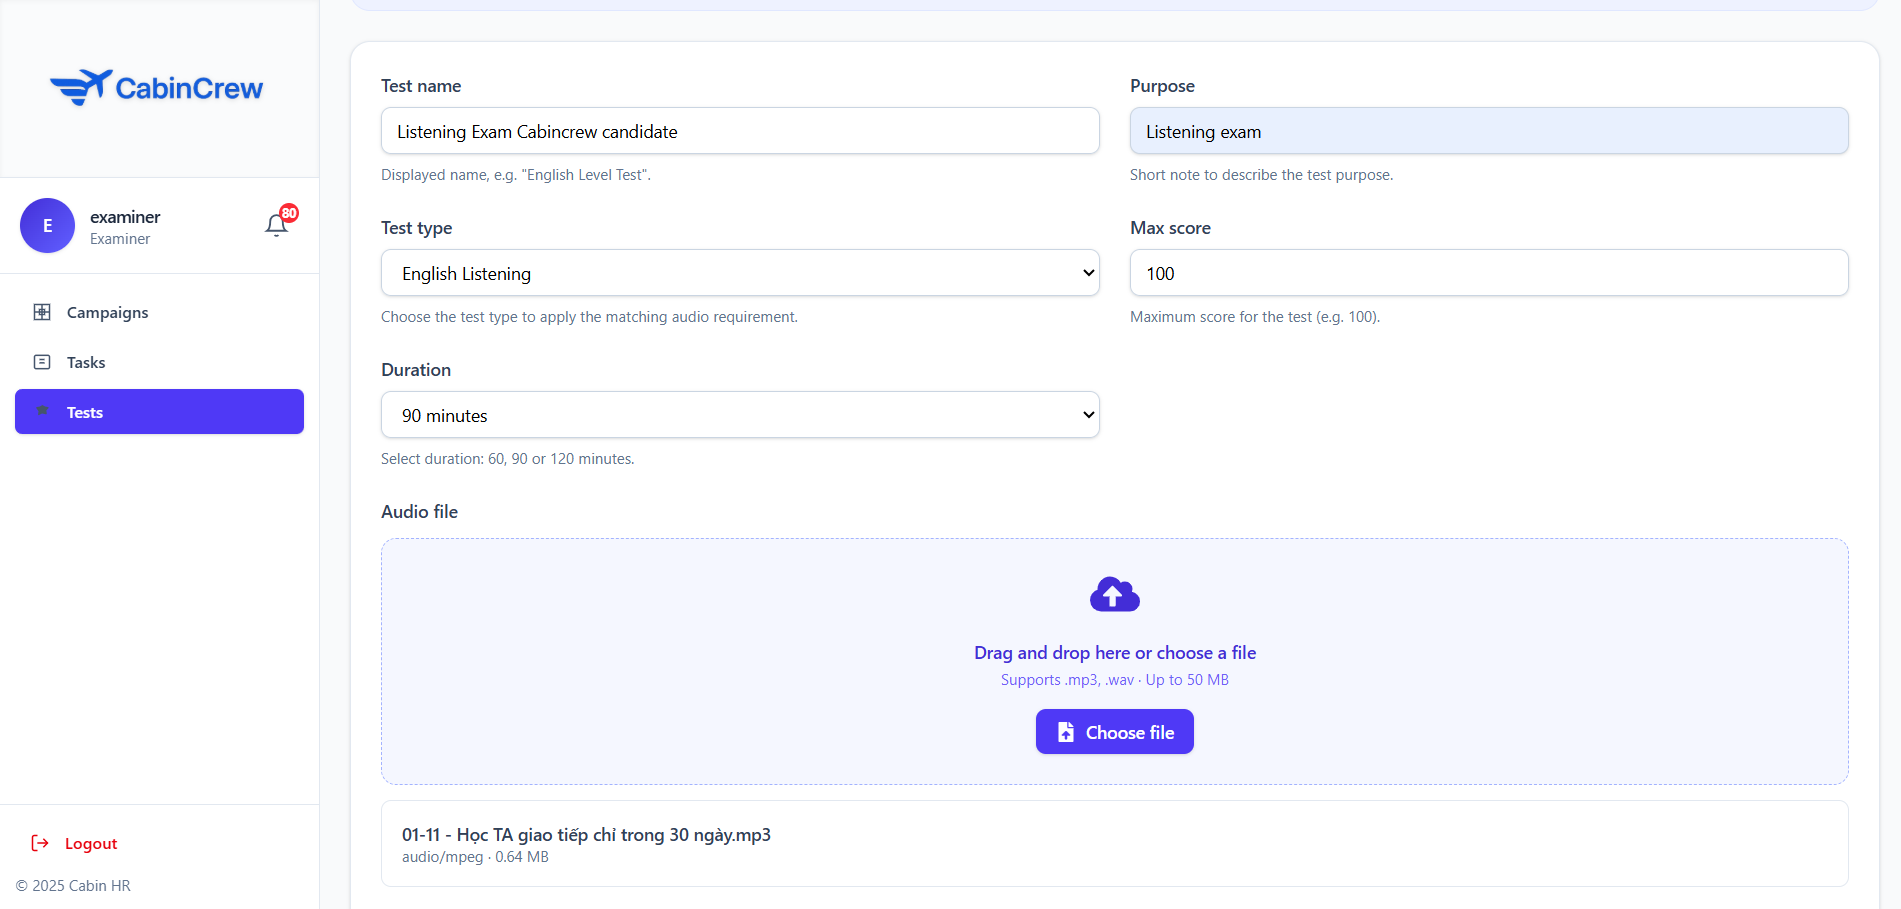 CabinCrew
E
examiner
Examiner
80
Campaigns
Tasks
Tests
Logout
© 2025 Cabin HR
Test name
Listening Exam Cabincrew candidate
Displayed name, e.g. "English Level Test".
Purpose
Listening exam
Short note to describe the test purpose.
Test type
English Listening
Choose the test type to apply the matching audio requirement.
Max score
100
Maximum score for the test (e.g. 100).
Duration
90 minutes
Select duration: 60, 90 or 120 minutes.
Audio file
Drag and drop here or choose a file
Supports .mp3, .wav · Up to 50 MB
Choose file
01-11 - Học TA giao tiếp chỉ trong 30 ngày.mp3
audio/mpeg · 0.64 MB